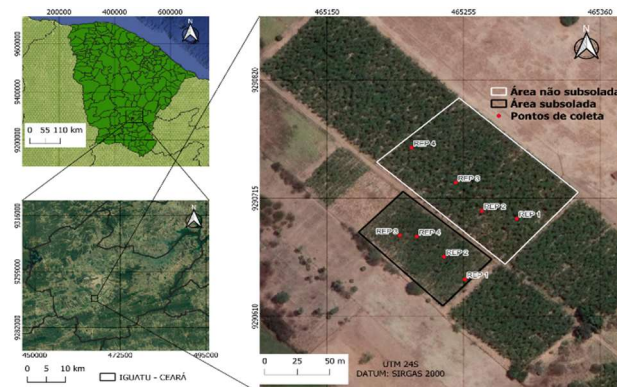 200000 400000 600000
9600000
9400000
9200000
0 55 110 km
9316000
9299000
9282000
450000 472500 495000
0 5 10 km
IGUATU - CEARÁ
465150 465255 465360
9290820
9290715
9290610
Área não subsolada
Área subsolada
Pontos de coleta
REP 4
REP 3
REP 2
REP 1
REP 3
REP 4
REP 2
REP 1
0 25 50 m
UTM 24S
DATUM: SIRGAS 2000